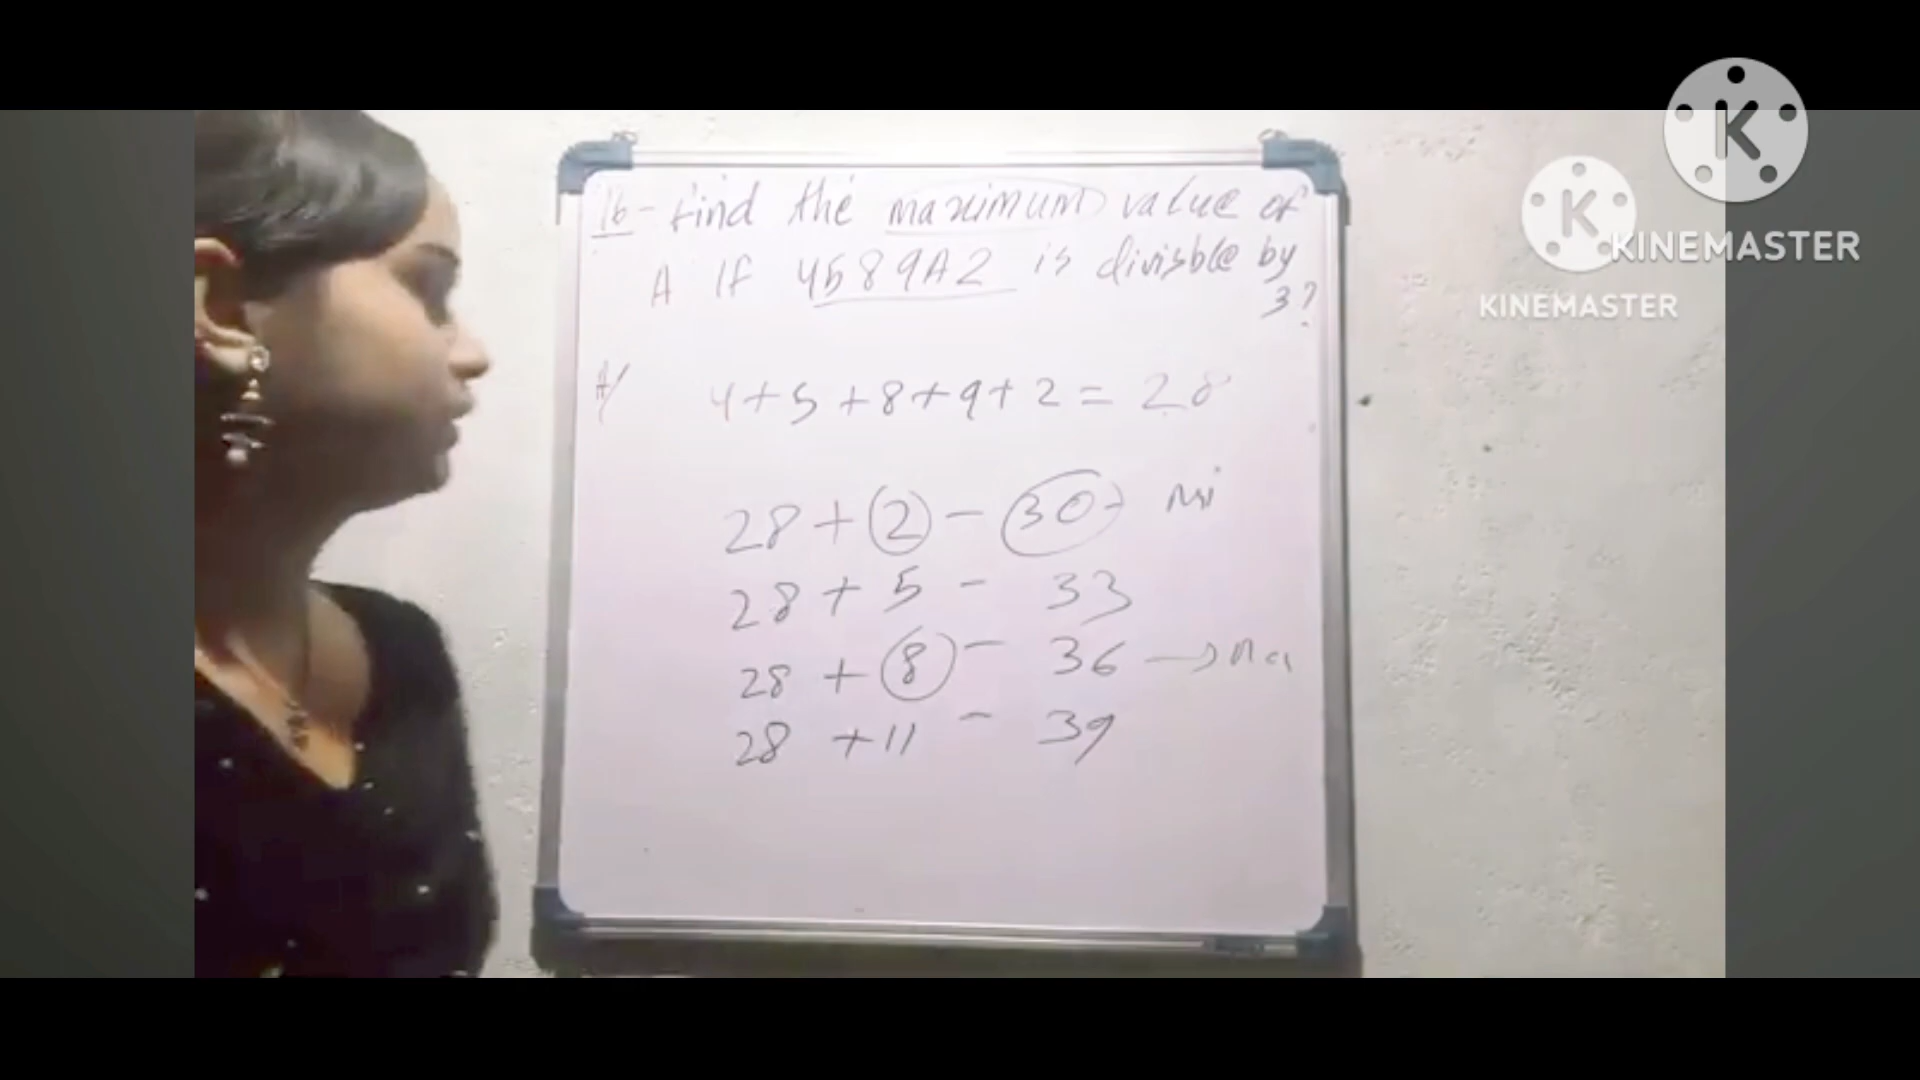 16- Find the maximum value of
A If 4589A2 is divisble by
3?
A/ 4+5+8+9+2 = 28
28 + 2 - 30 → Mi
28 + 5 - 33
28 + 8 - 36 → Ma
28 + 11 - 39
K
KINEMASTER
K
KINEMASTER